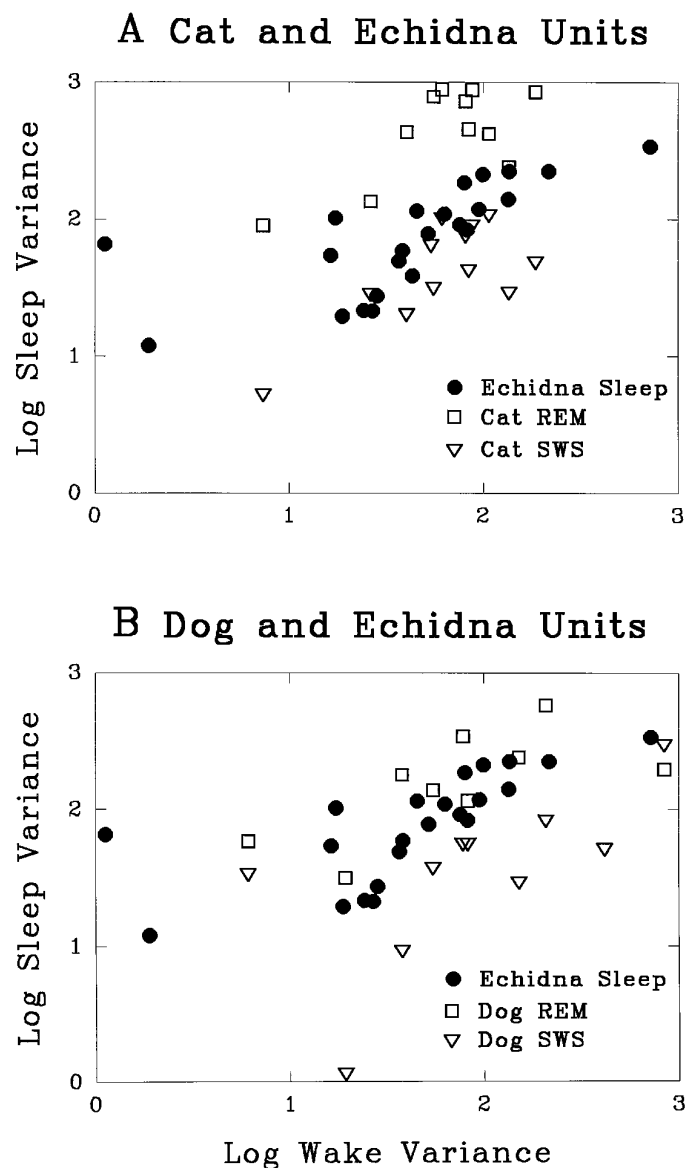 A Cat and Echidna Units
3
2
1
0
Log Sleep Variance
Echidna Sleep
Cat REM
Cat SWS
0 1 2 3
B Dog and Echidna Units
3
2
1
0
Log Sleep Variance
Echidna Sleep
Dog REM
Dog SWS
0 1 2 3
Log Wake Variance